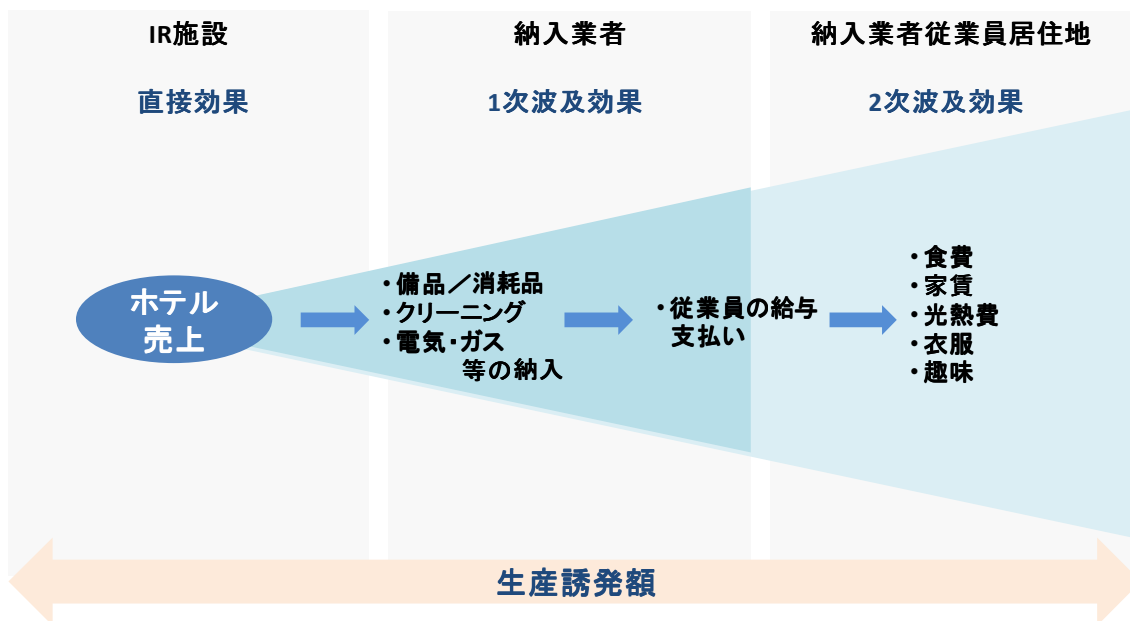 IR施設
直接効果
ホテル
売上
納入業者
1次波及効果
・備品／消耗品
・クリーニング
・電気・ガス
等の納入
・従業員の給与
支払い
納入業者従業員居住地
2次波及効果
・食費
・家賃
・光熱費
・衣服
・趣味
生産誘発額